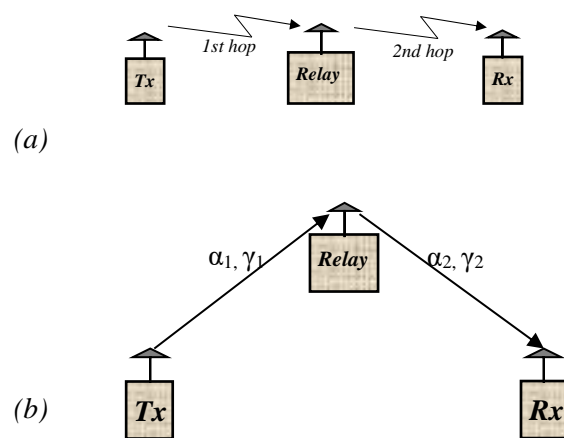 1st hop 2nd hop
Tx Relay Rx
(a)
α₁, γ₁ Relay α₂, γ₂
(b) Tx Rx